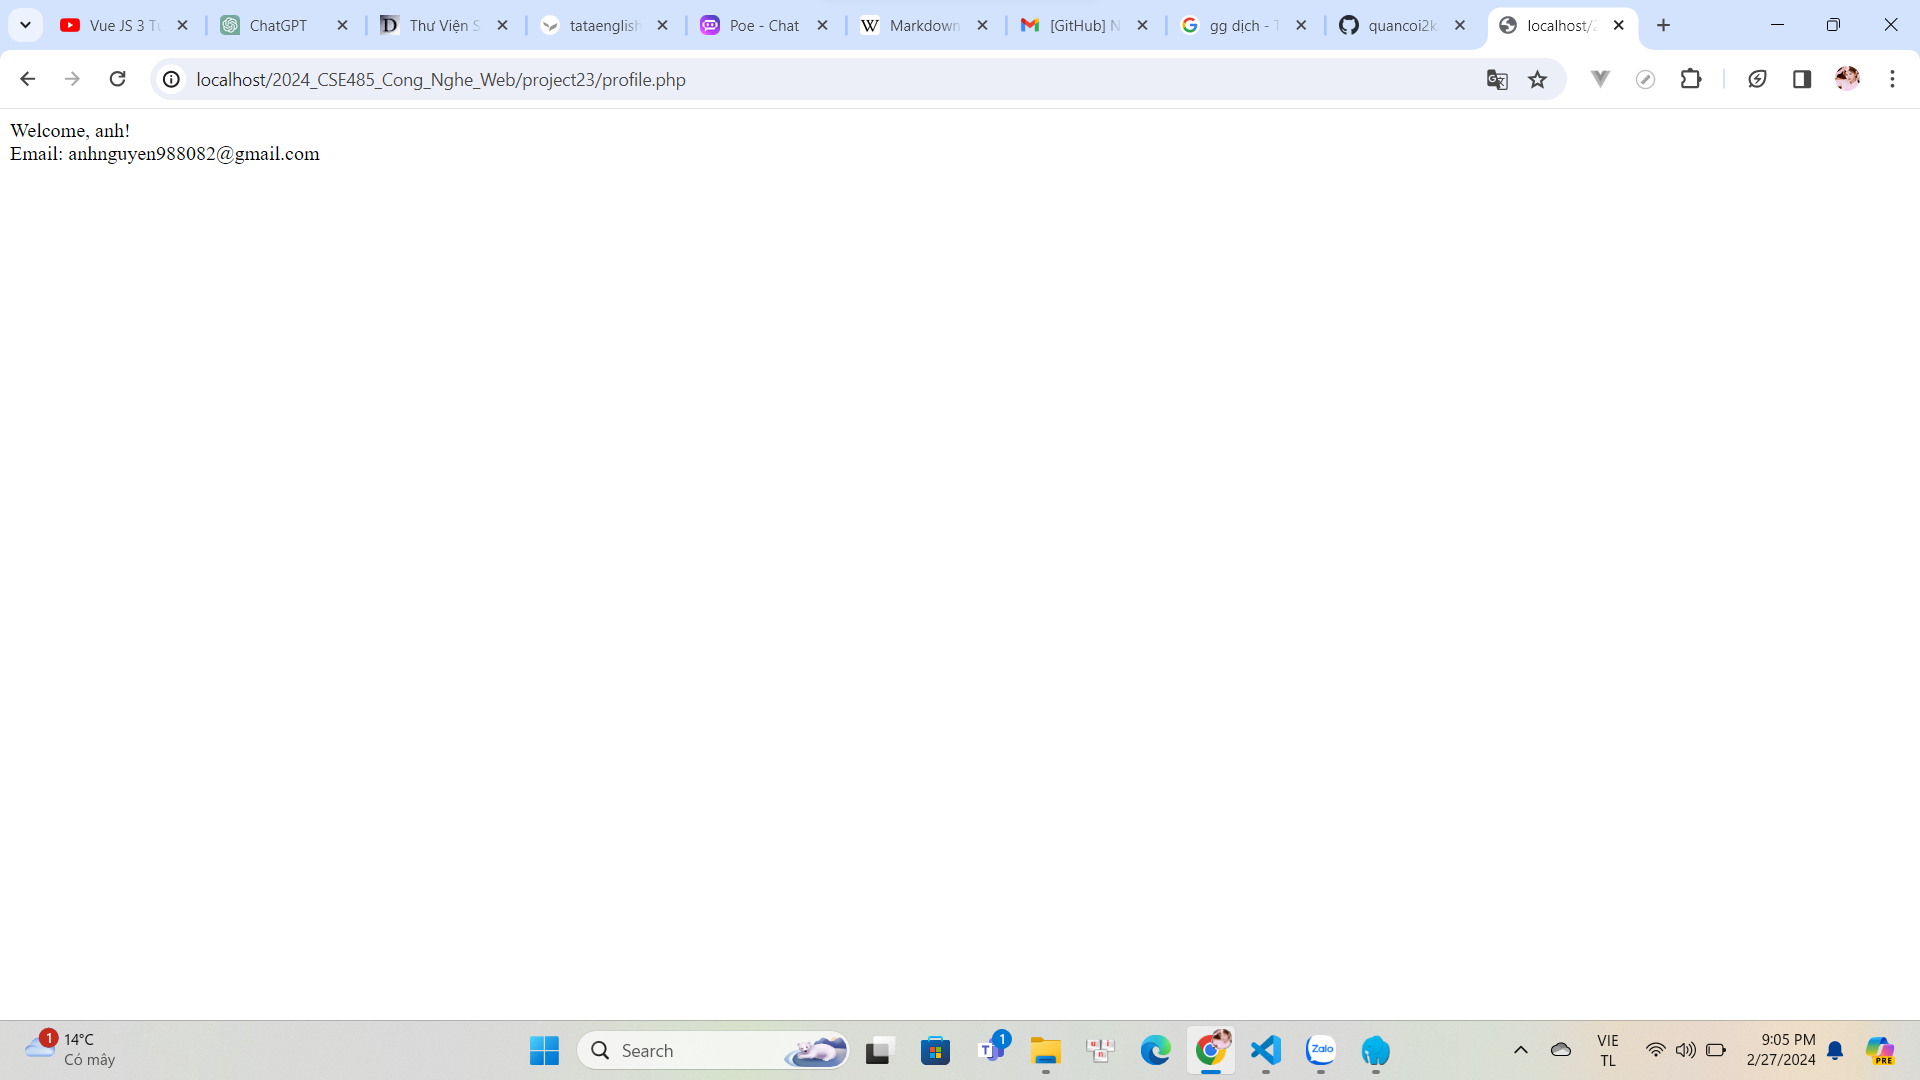 Vue JS 3 Tu
ChatGPT
Thư Viện S
tataenglish
Poe - Chat
Markdown
[GitHub] N
gg dịch - T
quancoi2k
localhost/2
localhost/2024_CSE485_Cong_Nghe_Web/project23/profile.php
Welcome, anh!
Email: anhnguyen988082@gmail.com
1
14°C
Có mây
Search
1
Zalo
VIE
TL
9:05 PM
2/27/2024
PRE